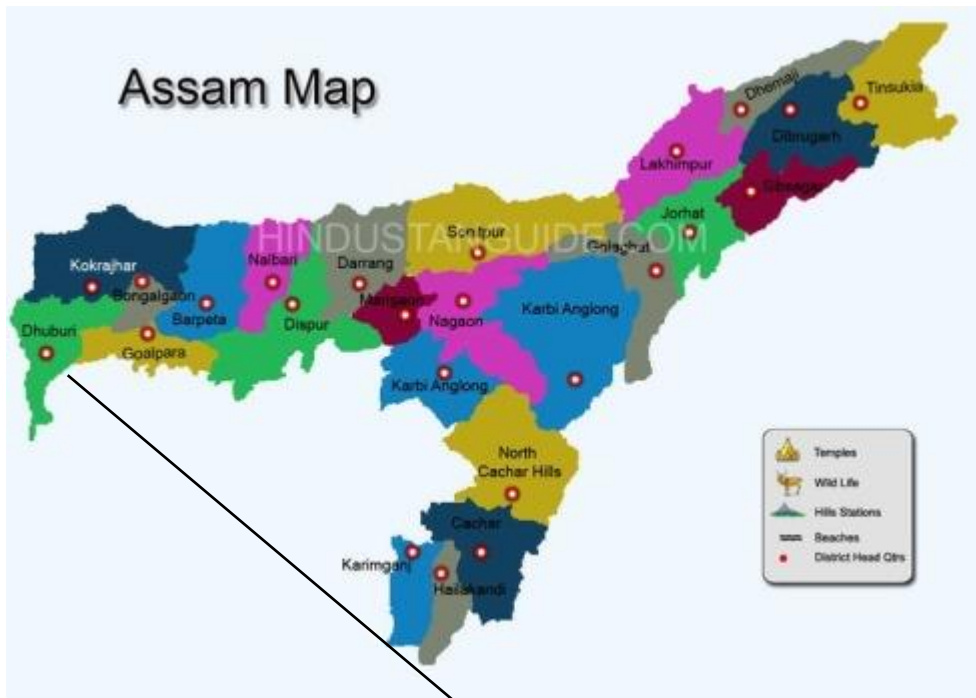 Assam Map
Tinsukia
Dhemaji
Dibrugarh
Lakhimpur
Sibsagar
Jorhat
HINDUSTANGUIDE.COM
Sonitpur
Golaghat
Kokrajhar
Nalbari
Darrang
Bongaigaon
Barpeta
Dispur
Marigaon
Nagaon
Karbi Anglong
Dhuburi
Goalpara
Karbi Anglong
North
Cachar Hills
Cachar
Karimganj
Hailakandi
Temples
Wild Life
Hills Stations
Beaches
District Head Qtrs